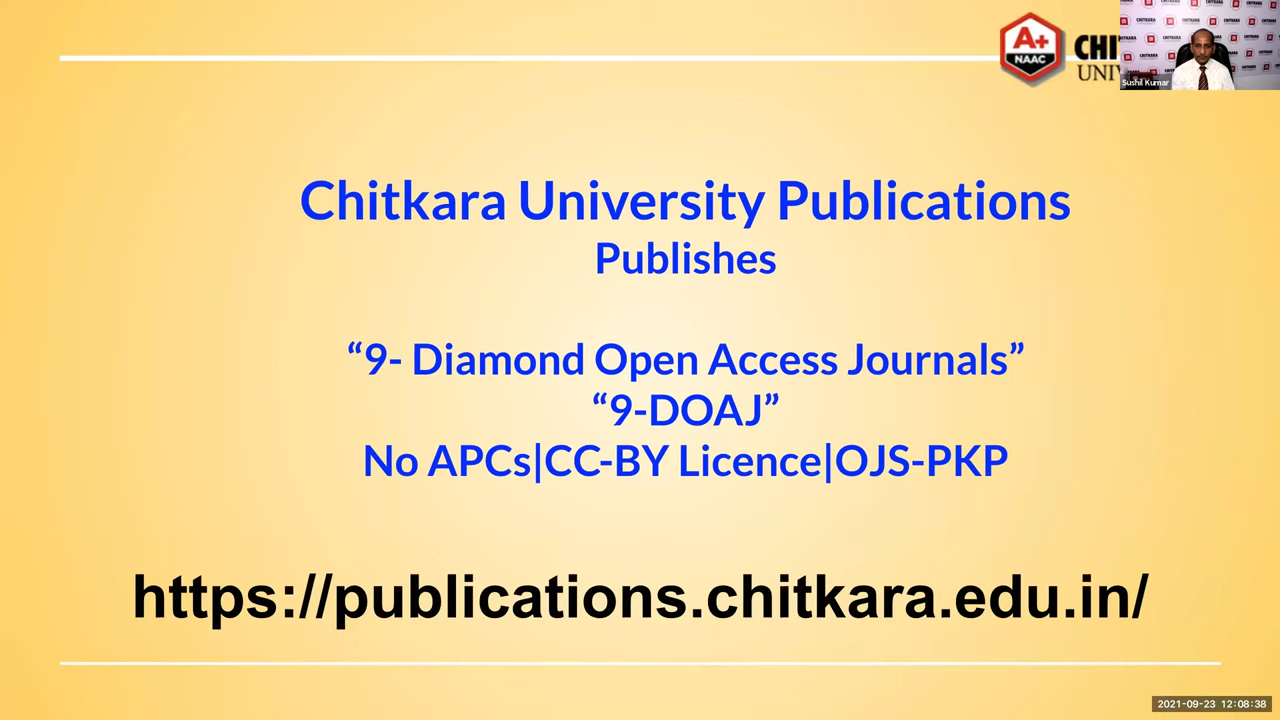 A+
NAAC
CHI
UNIV
Sushil Kumar
Chitkara University Publications
Publishes
“9- Diamond Open Access Journals”
“9-DOAJ”
No APCs|CC-BY Licence|OJS-PKP
https://publications.chitkara.edu.in/
2021-09-23 12:08:38